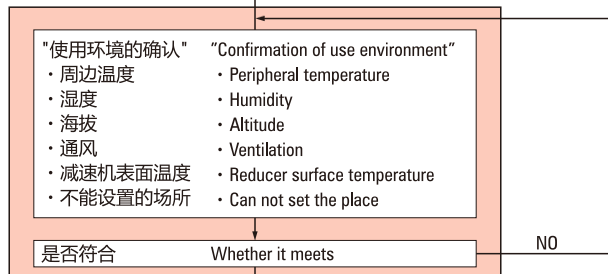 "使用环境的确认" "Confirmation of use environment"
・周边温度 ・Peripheral temperature
・湿度 ・Humidity
・海拔 ・Altitude
・通风 ・Ventilation
・减速机表面温度 ・Reducer surface temperature
・不能设置的场所 ・Can not set the place
是否符合 Whether it meets
NO